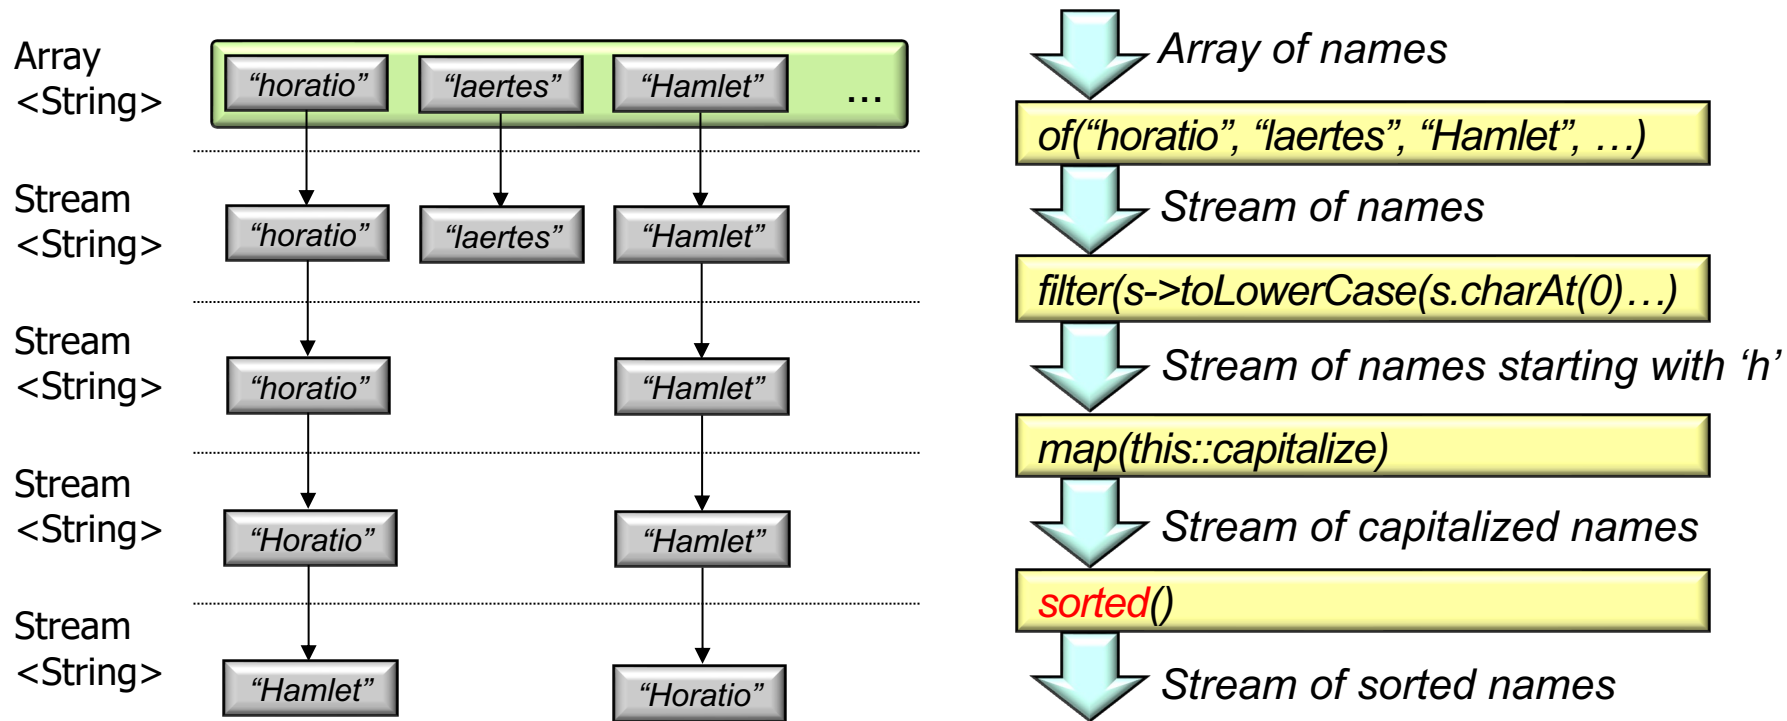 Array
<String>
“horatio”
“laertes”
“Hamlet”
...
Stream
<String>
“horatio”
“laertes”
“Hamlet”
Stream
<String>
“horatio”
“Hamlet”
Stream
<String>
“Horatio”
“Hamlet”
Stream
<String>
“Hamlet”
“Horatio”
Array of names
of(“horatio”, “laertes”, “Hamlet”, …)
Stream of names
filter(s->toLowerCase(s.charAt(0)…)
Stream of names starting with ‘h’
map(this::capitalize)
Stream of capitalized names
sorted()
Stream of sorted names